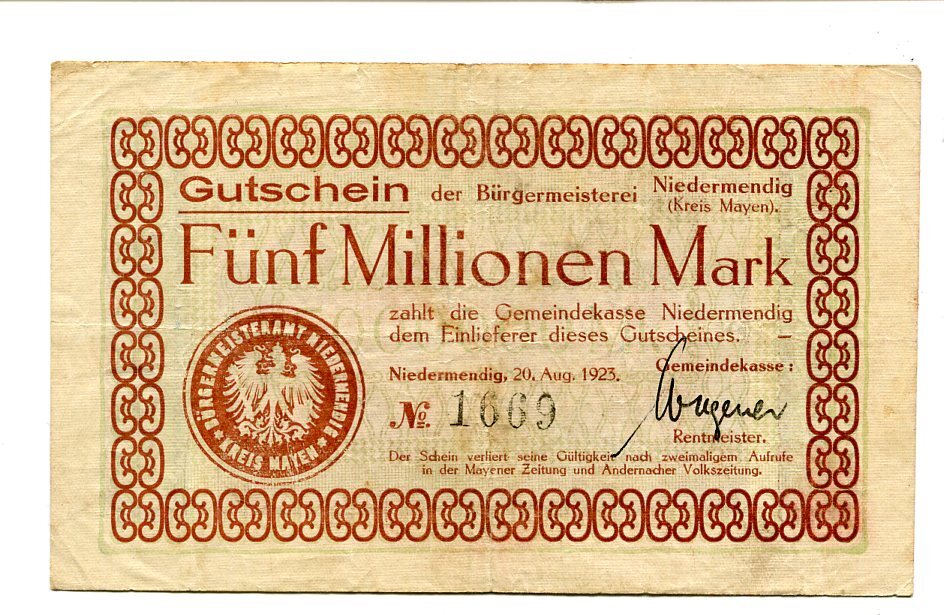 Gutschein der Bürgermeisterei Niedermendig
(Kreis Mayen).
Fünf Millionen Mark
zahlt die Gemeindekasse Niedermendig
dem Einlieferer dieses Gutscheines. —
Niedermendig, 20. Aug. 1923.
Gemeindekasse:
№. 1669
Wagener
Rentmeister.
Der Schein verliert seine Gültigkeit nach zweimaligem Aufrufe
in der Mayener Zeitung und Andernacher Volkszeitung.
BÜRGERMEISTERAMT NIEDERMENDIG
KREIS MAYEN